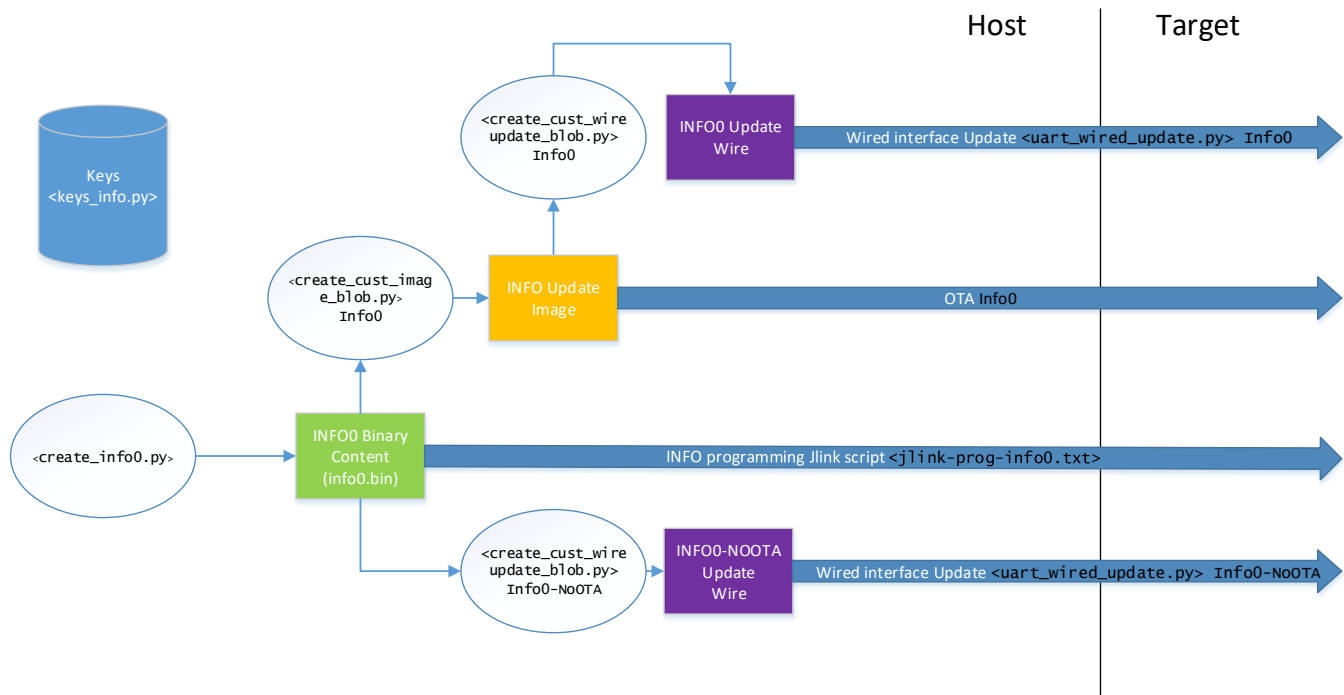 Host
Target
<create_cust_wire
update_blob.py>
Info0
INFO0 Update
Wire
Wired interface Update <uart_wired_update.py> Info0
Keys
<keys_info.py>
<create_cust_imag
e_blob.py>
Info0
INFO Update
Image
OTA Info0
<create_info0.py>
INFO0 Binary
Content
(info0.bin)
INFO programming Jlink script <jlink-prog-info0.txt>
<create_cust_wire
update_blob.py>
Info0-NoOTA
INFO0-NOOTA
Update
Wire
Wired interface Update <uart_wired_update.py> Info0-NoOTA